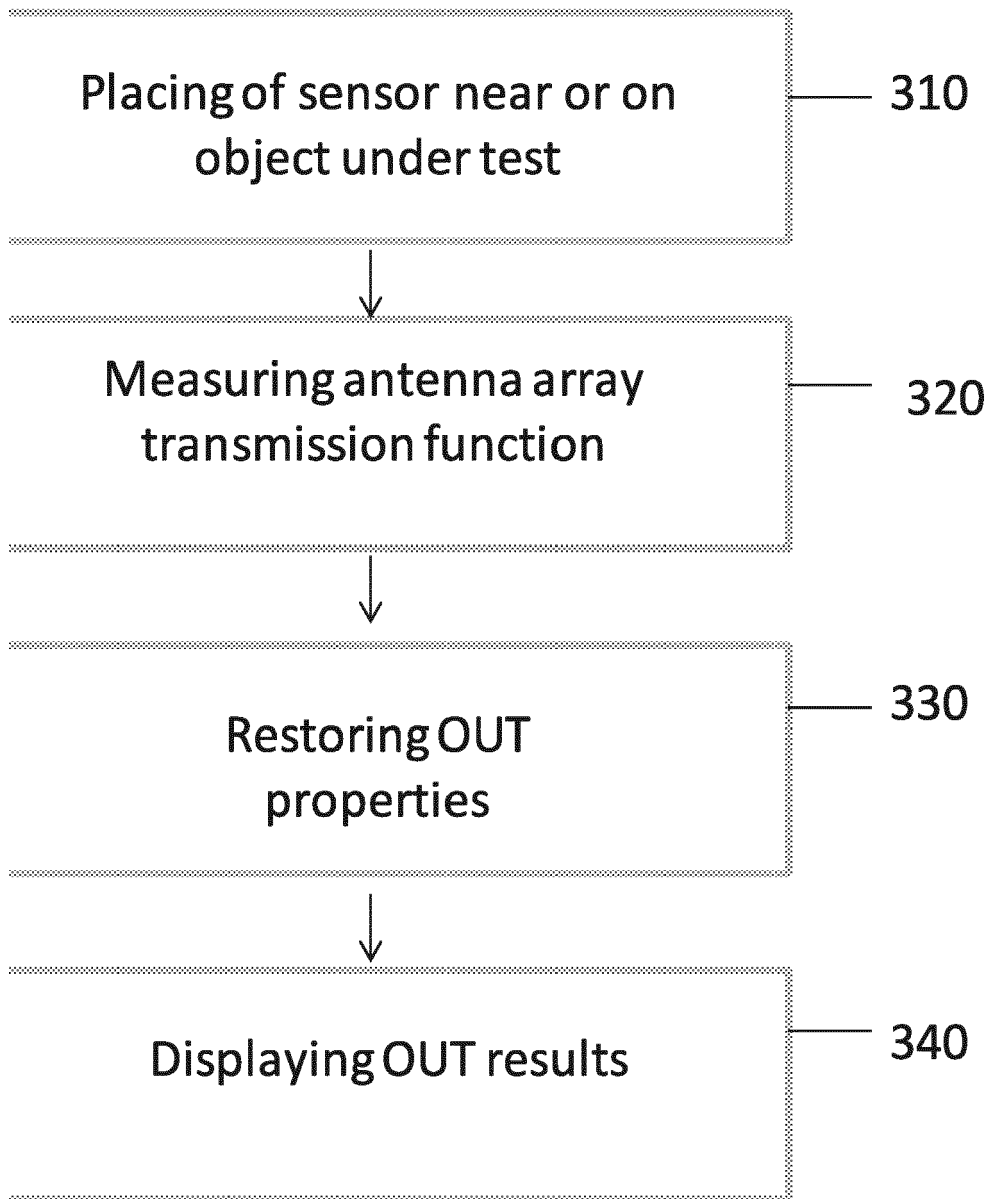 Placing of sensor near or on
object under test
310
Measuring antenna array
transmission function
320
Restoring OUT
properties
330
Displaying OUT results
340